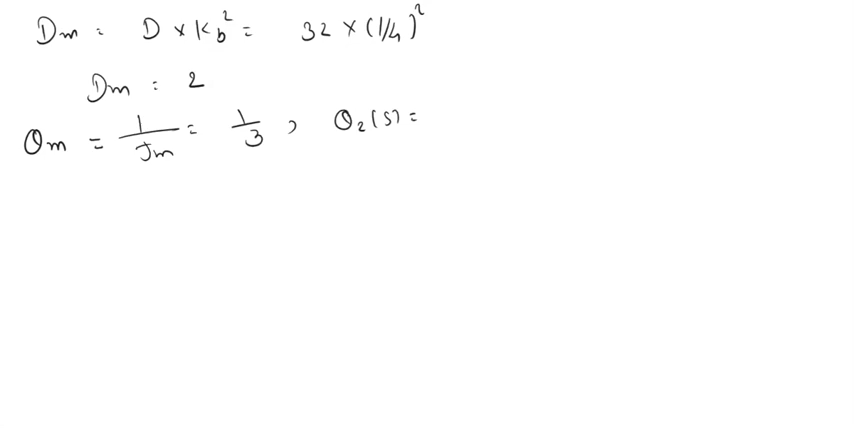 Dm = D × Kb² = 32 × (1/4)²
Dm = 2
θm = 1/Jm = 1/3 , θ₂(s) =